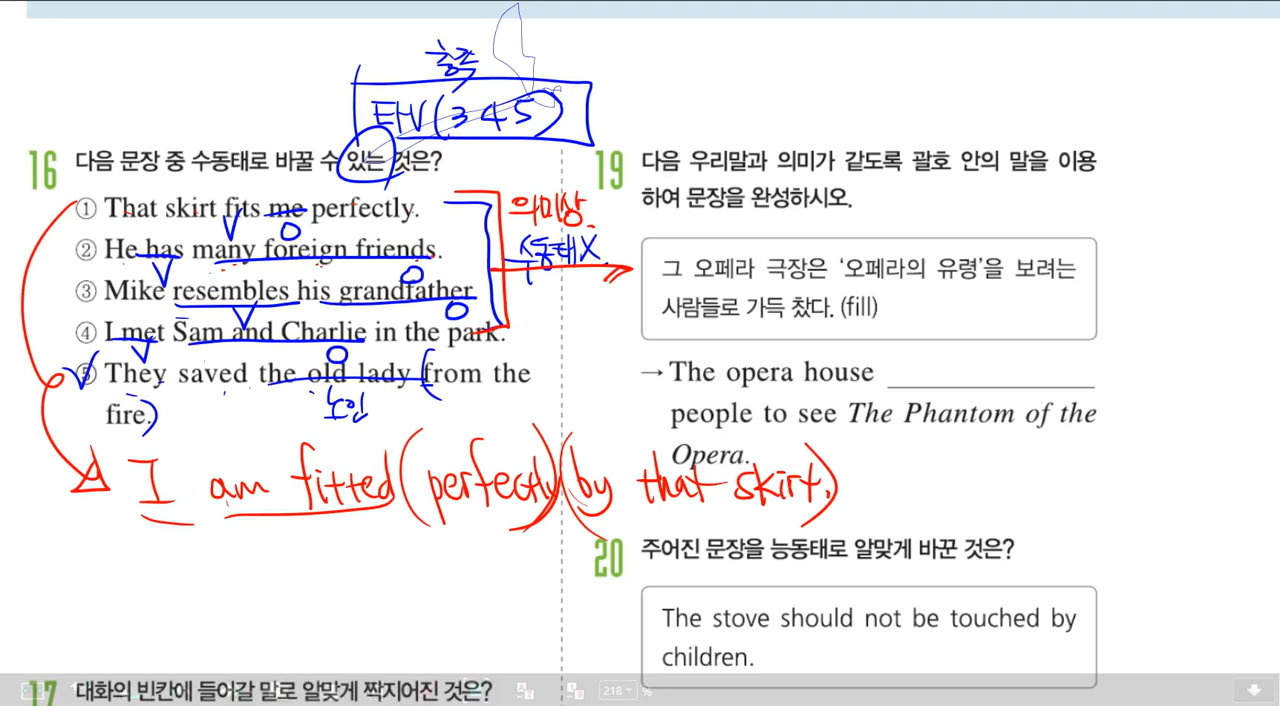 충족
EHV(345)
16 다음 문장 중 수동태로 바꿀 수 있는 것은?
① That skirt fits me perfectly.
V O
② He has many foreign friends.
V O
③ Mike resembles his grandfather.
V O
④ I met Sam and Charlie in the park.
V O
⑤ They saved the old lady (from the
fire.)
노인
의미상
수동태X
I am fitted (perfectly) (by that skirt.)
19 다음 우리말과 의미가 같도록 괄호 안의 말을 이용
하여 문장을 완성하시오.
그 오페라 극장은 ‘오페라의 유령’을 보려는
사람들로 가득 찼다. (fill)
→ The opera house ____________
people to see The Phantom of the
Opera.
20 주어진 문장을 능동태로 알맞게 바꾼 것은?
The stove should not be touched by
children.
17 대화의 빈칸에 들어갈 말로 알맞게 짝지어진 것은?
218 %